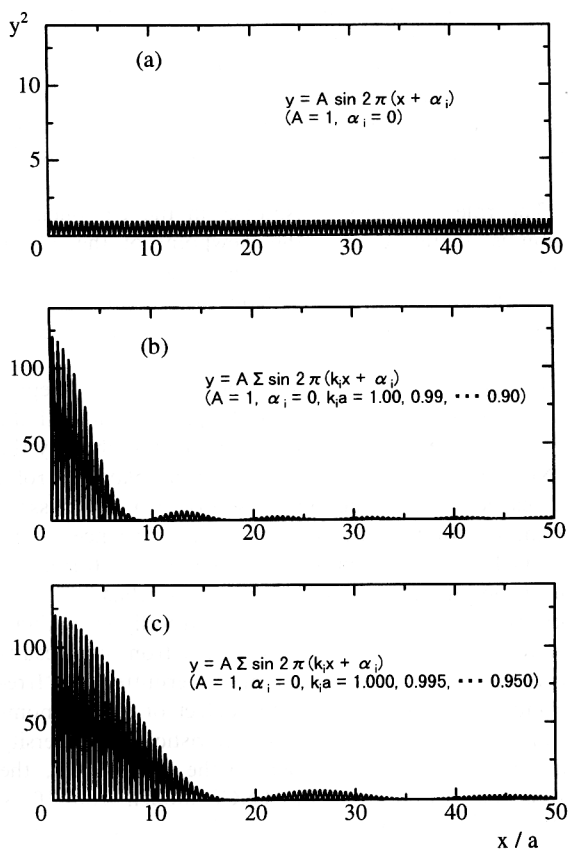 y²
(a)
10
y = A sin 2π(x + αᵢ)
(A = 1, αᵢ = 0)
5
0 10 20 30 40 50
(b)
100
y = A Σ sin 2π(kᵢx + αᵢ)
(A = 1, αᵢ = 0, kᵢa = 1.00, 0.99, ⋯ 0.90)
50
0 10 20 30 40 50
(c)
100
y = A Σ sin 2π(kᵢx + αᵢ)
(A = 1, αᵢ = 0, kᵢa = 1.000, 0.995, ⋯ 0.950)
50
0 10 20 30 40 50
x / a